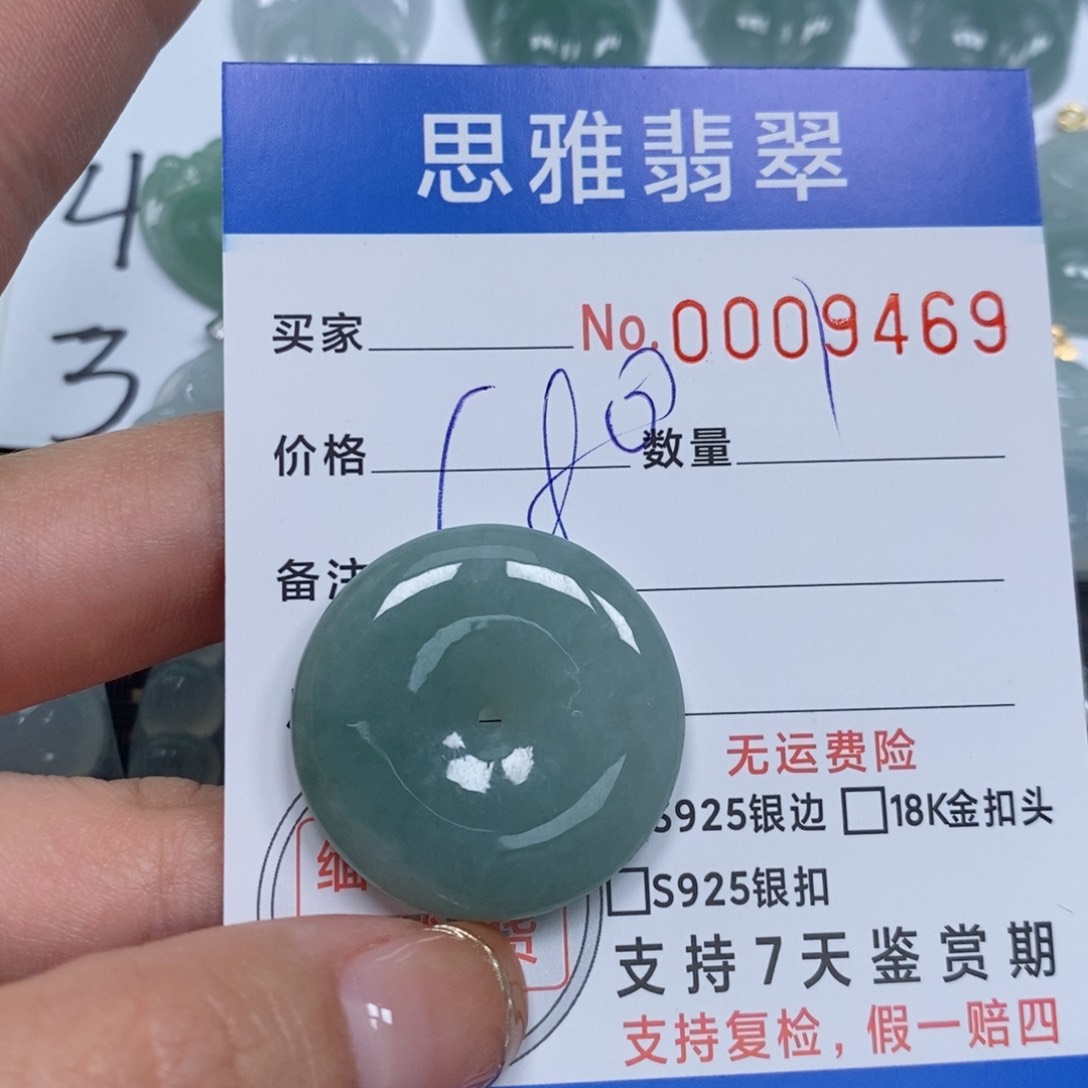 思雅翡翠
4
3
买家 No.0009469
价格 数量
备注
无运费险
S925银边 □18K金扣头
□S925银扣
支持7天鉴赏期
支持复检，假一赔四